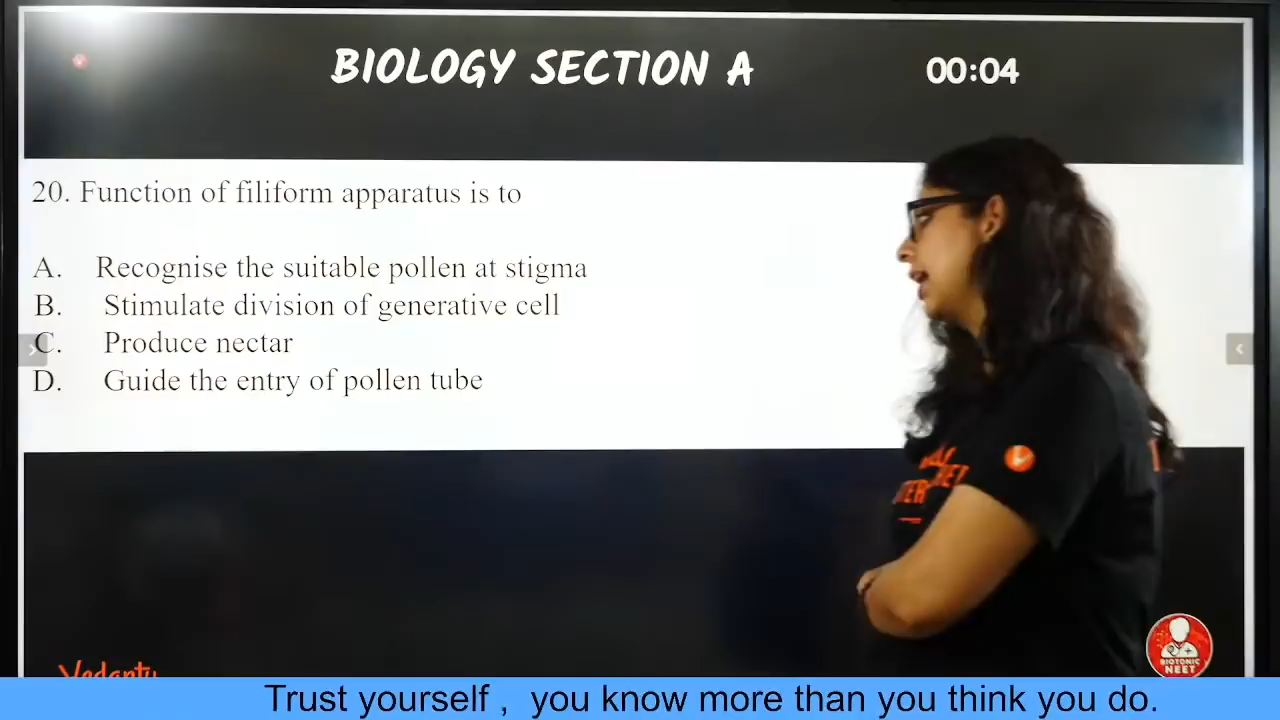 BIOLOGY SECTION A
00:04
20. Function of filiform apparatus is to
A. Recognise the suitable pollen at stigma
B. Stimulate division of generative cell
C. Produce nectar
D. Guide the entry of pollen tube
BIOTONIC
NEET
Trust yourself , you know more than you think you do.